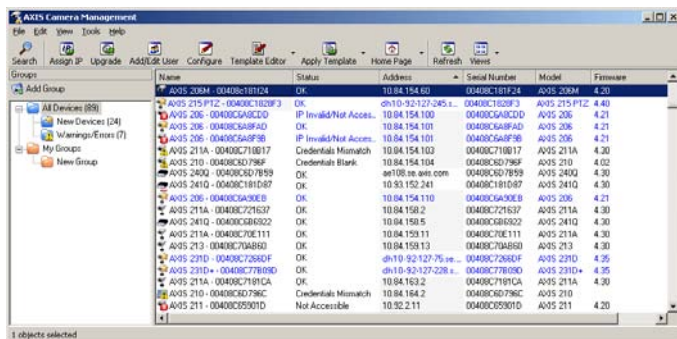 AXIS Camera Management
File Edit View Tools Help
Search Assign IP Upgrade Add/Edit User Configure Template Editor Apply Template Home Page Refresh Views
Groups
Add Group
All Devices (89)
New Devices (24)
Warnings/Errors (7)
My Groups
New Group
Name Status Address Serial Number Model Firmware
AXIS 206M - 00408c181f24 OK 10.84.154.60 00408C181F24 AXIS 206M 4.20
AXIS 215 PTZ - 00408C1828F3 OK dh10-92-127-245.s... 00408C1828F3 AXIS 215 PTZ 4.40
AXIS 206 - 00408C6A8CDD IP Invalid/Not Acces... 10.84.154.100 00408C6A8CDD AXIS 206 4.21
AXIS 206 - 00408C6A8FAD OK 10.84.154.101 00408C6A8FAD AXIS 206 4.21
AXIS 206 - 00408C6A8F9B IP Invalid/Not Acces... 10.84.154.101 00408C6A8F9B AXIS 206 4.21
AXIS 211A - 00408C718B17 Credentials Mismatch 10.84.154.103 00408C718B17 AXIS 211A 4.30
AXIS 210 - 00408C6D796F Credentials Blank 10.84.154.104 00408C6D796F AXIS 210 4.02
AXIS 240Q - 00408C6D7B59 OK ae108.se.axis.com 00408C6D7B59 AXIS 240Q 4.30
AXIS 241Q - 00408C181D87 OK 10.93.152.241 00408C181D87 AXIS 241Q 4.30
AXIS 206 - 00408C6A90EB OK 10.84.154.110 00408C6A90EB AXIS 206 4.21
AXIS 211A - 00408C721637 OK 10.84.158.2 00408C721637 AXIS 211A 4.30
AXIS 241Q - 00408C6B6922 OK 10.84.158.5 00408C6B6922 AXIS 241Q 4.30
AXIS 211A - 00408C70E111 OK 10.84.159.11 00408C70E111 AXIS 211A 4.30
AXIS 213 - 00408C70AB60 OK 10.84.159.13 00408C70AB60 AXIS 213 4.30
AXIS 231D - 00408C7266DF OK dh10-92-127-75.se... 00408C7266DF AXIS 231D 4.35
AXIS 231D+ - 00408C77B09D OK dh10-92-127-228.s... 00408C77B09D AXIS 231D+ 4.35
AXIS 211A - 00408C7181CA OK 10.84.163.2 00408C7181CA AXIS 211A 4.30
AXIS 210 - 00408C6D796C Credentials Mismatch 10.84.164.2 00408C6D796C AXIS 210
AXIS 211 - 00408C65901D Not Accessible 10.92.2.11 00408C65901D AXIS 211 4.20
1 objects selected